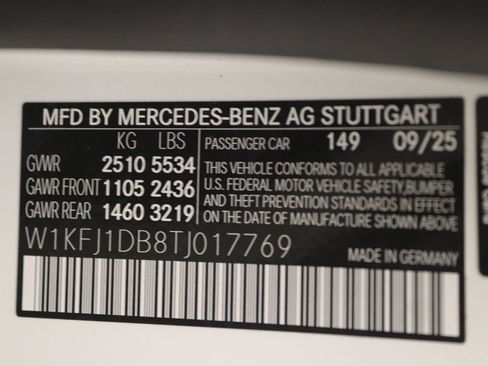 MFD BY MERCEDES-BENZ AG STUTTGART
KG LBS PASSENGER CAR 149 09/25
GVWR 2510 5534
GAWR FRONT 1105 2436
GAWR REAR 1460 3219
THIS VEHICLE CONFORMS TO ALL APPLICABLE
U.S. FEDERAL MOTOR VEHICLE SAFETY, BUMPER
AND THEFT PREVENTION STANDARDS IN EFFECT
ON THE DATE OF MANUFACTURE SHOWN ABOVE.
W1KFJ1DB8TJ017769
MADE IN GERMANY